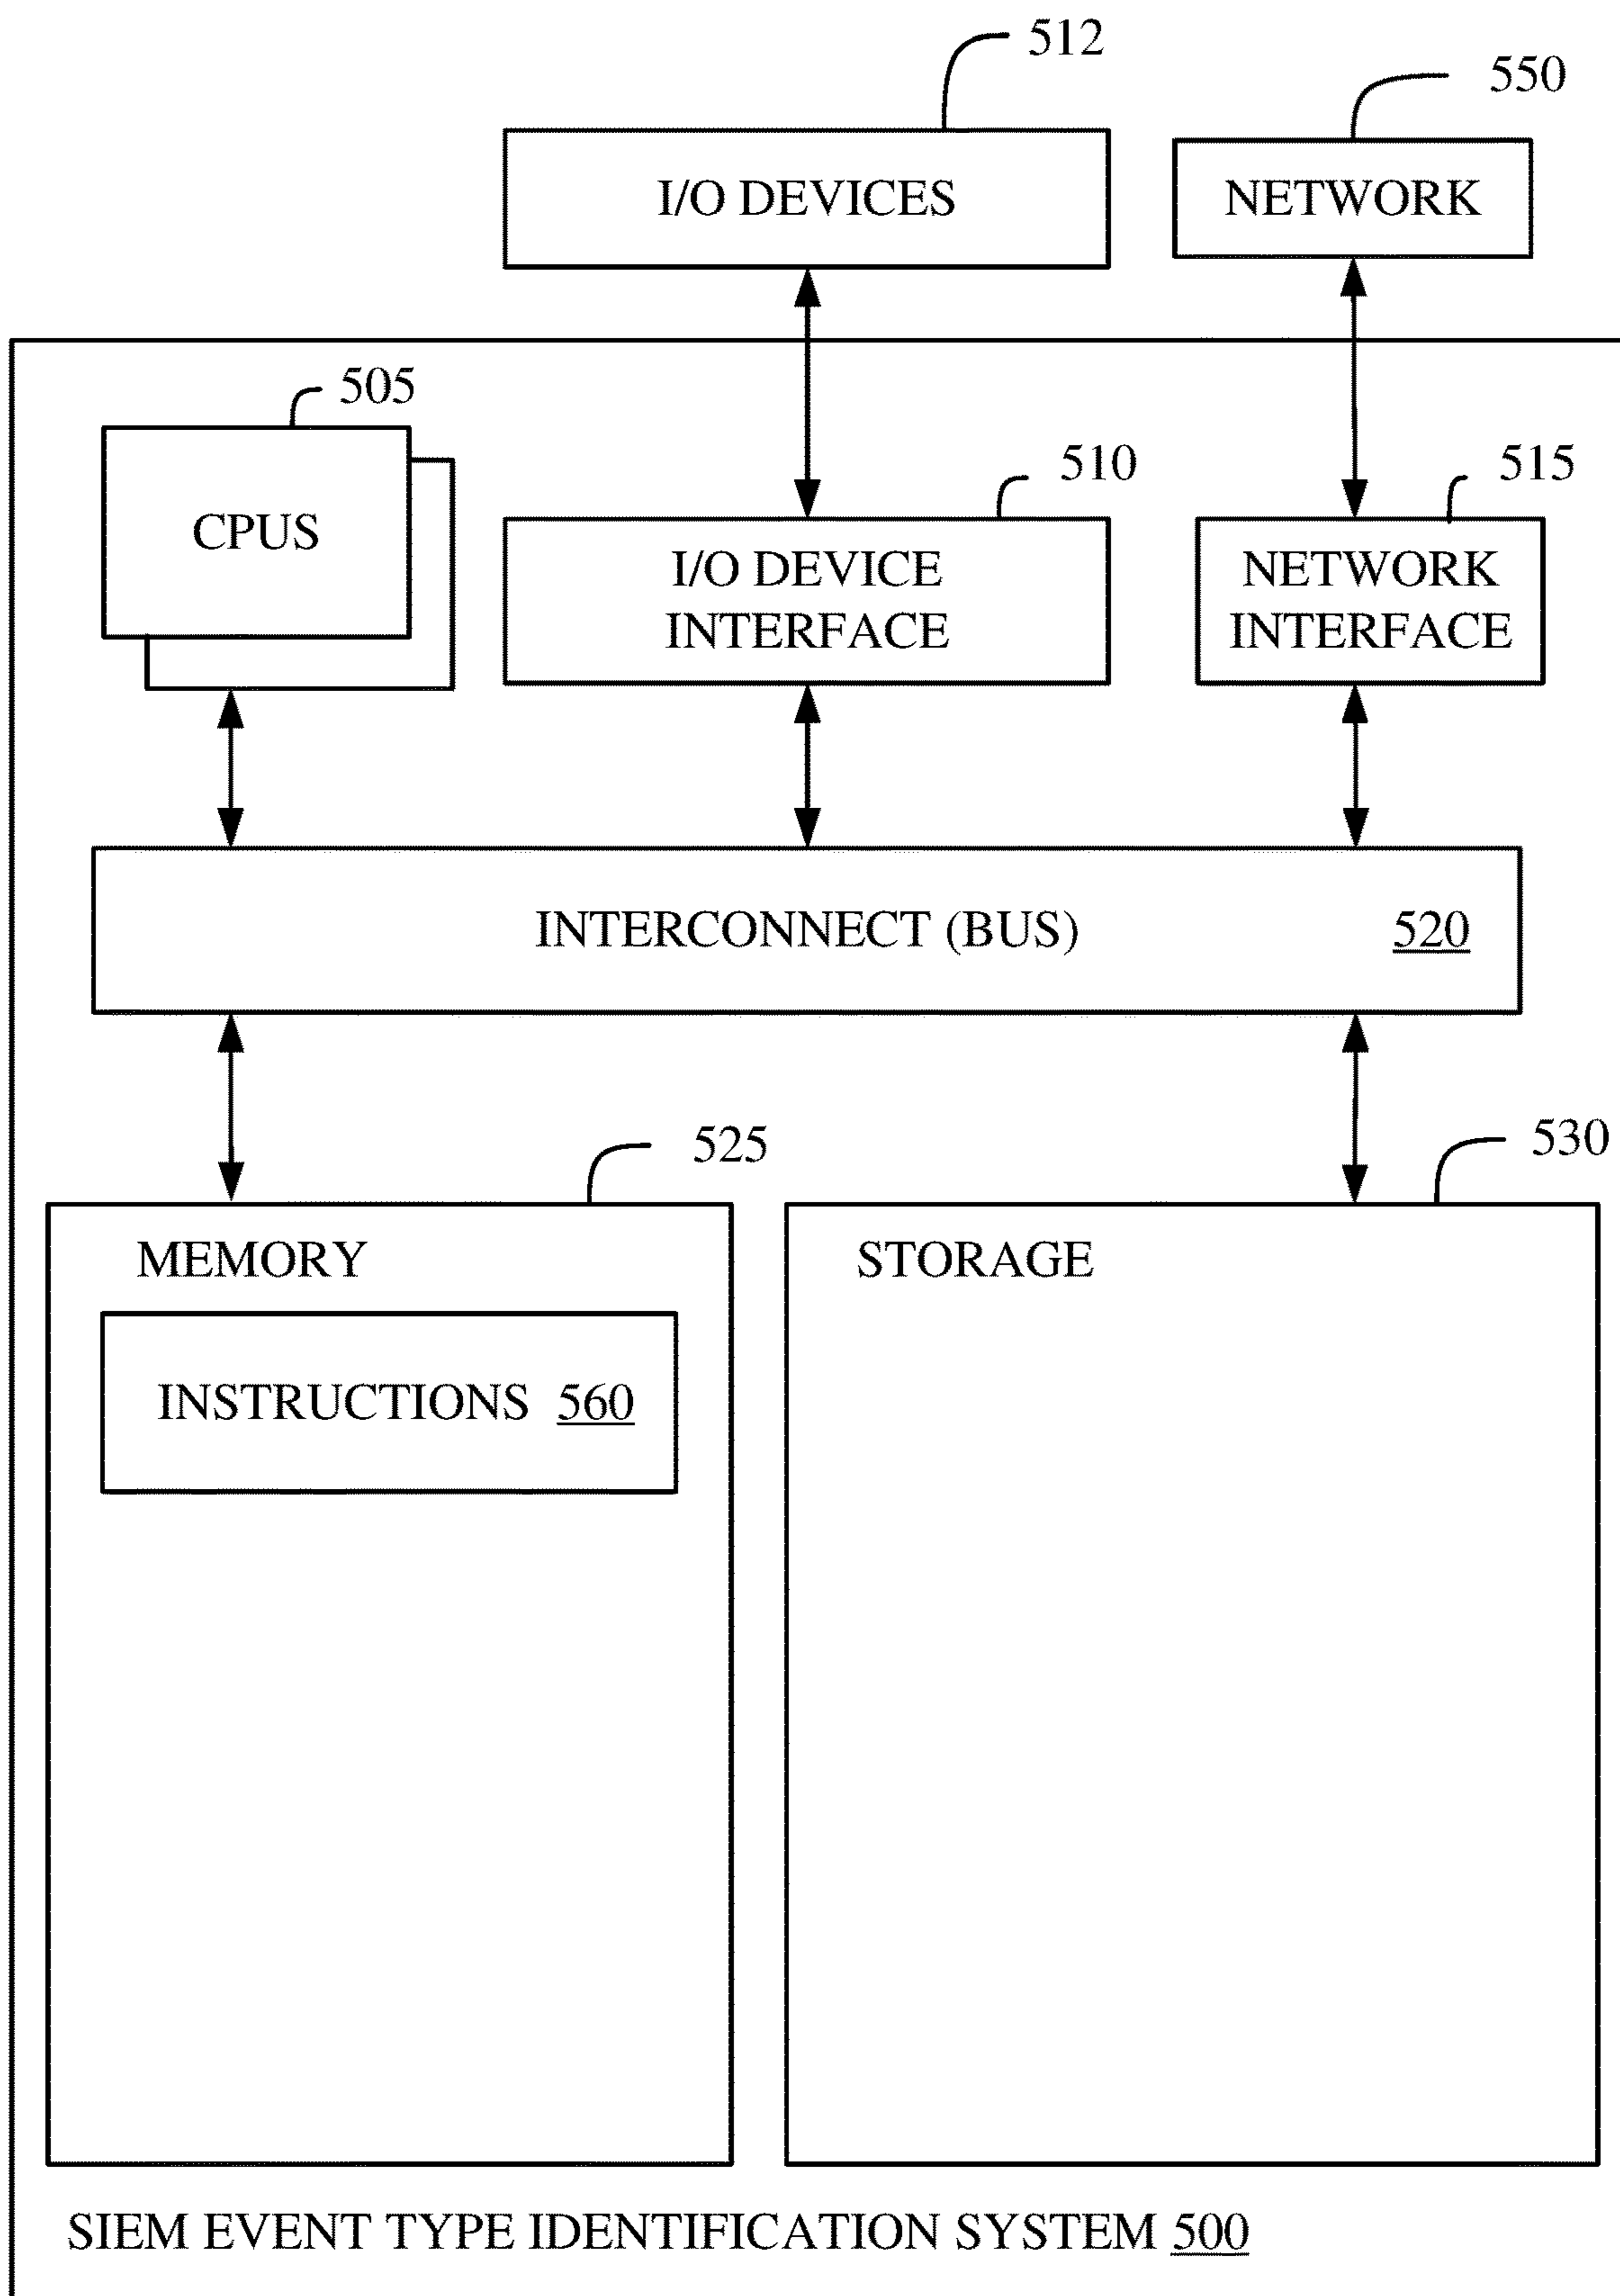 512
550
I/O DEVICES
NETWORK
505
510
515
CPUS
I/O DEVICE
INTERFACE
NETWORK
INTERFACE
INTERCONNECT (BUS) 520
525
530
MEMORY
STORAGE
INSTRUCTIONS 560
SIEM EVENT TYPE IDENTIFICATION SYSTEM 500